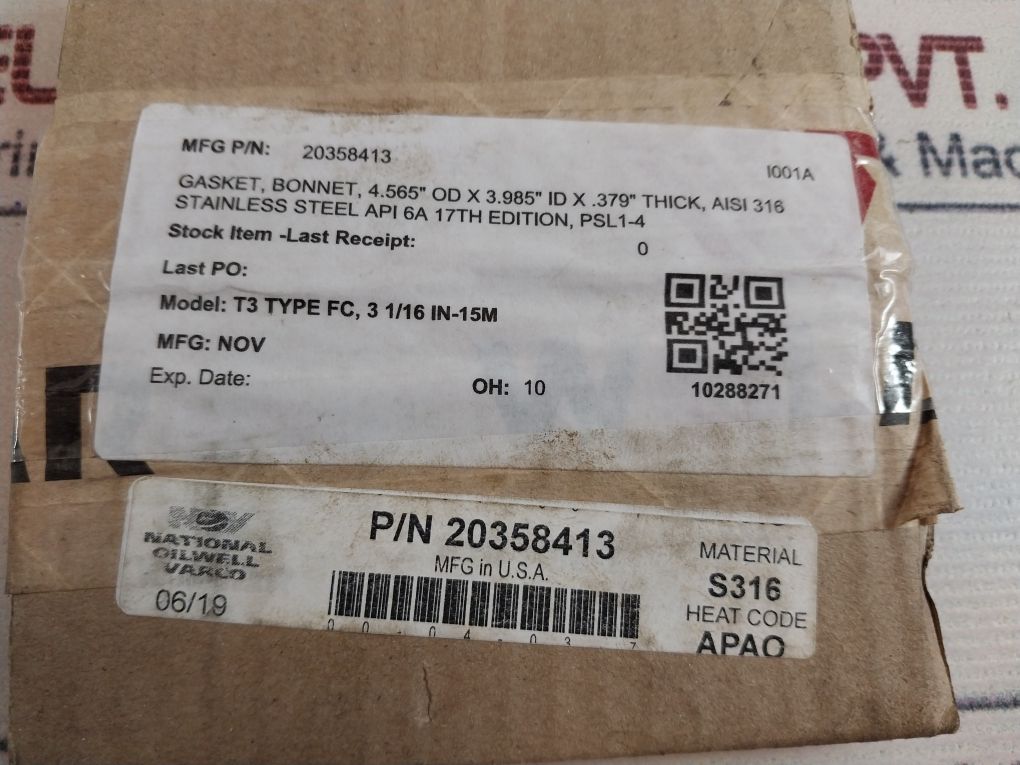 PVT.
& Mac
MFG P/N: 20358413
I001A
GASKET, BONNET, 4.565" OD X 3.985" ID X .379" THICK, AISI 316
STAINLESS STEEL API 6A 17TH EDITION, PSL1-4
Stock Item -Last Receipt: 0
Last PO:
Model: T3 TYPE FC, 3 1/16 IN-15M
MFG: NOV
Exp. Date:
OH: 10
10288271
NOV
NATIONAL
OILWELL
VARCO
06/19
P/N 20358413
MFG in U.S.A.
MATERIAL
S316
HEAT CODE
APAO